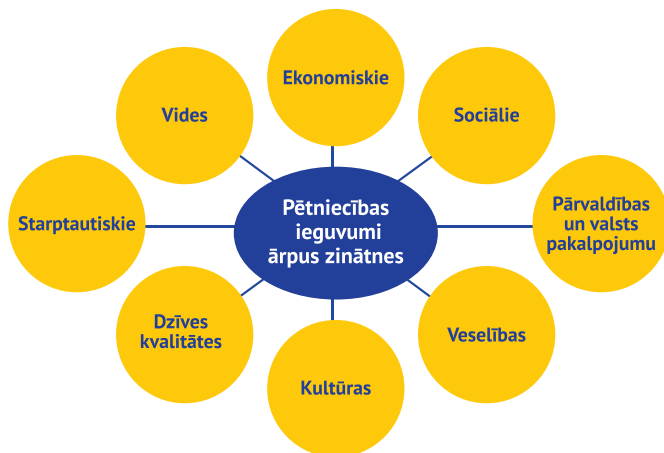 Ekonomiskie
Vides
Sociālie
Starptautiskie
Pētniecības
ieguvumi
ārpus zinātnes
Pārvaldības
un valsts
pakalpojumu
Dzīves
kvalitātes
Veselības
Kultūras